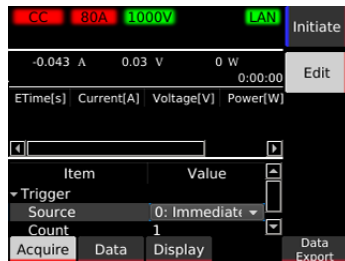 CC 80A 1000V LAN
Initiate
-0.043 A 0.03 V 0 W
0:00:00
Edit
ETime[s] Current[A] Voltage[V] Power[W]
Item Value
Trigger
Source 0: Immediate
Count 1
Acquire Data Display
Data
Export